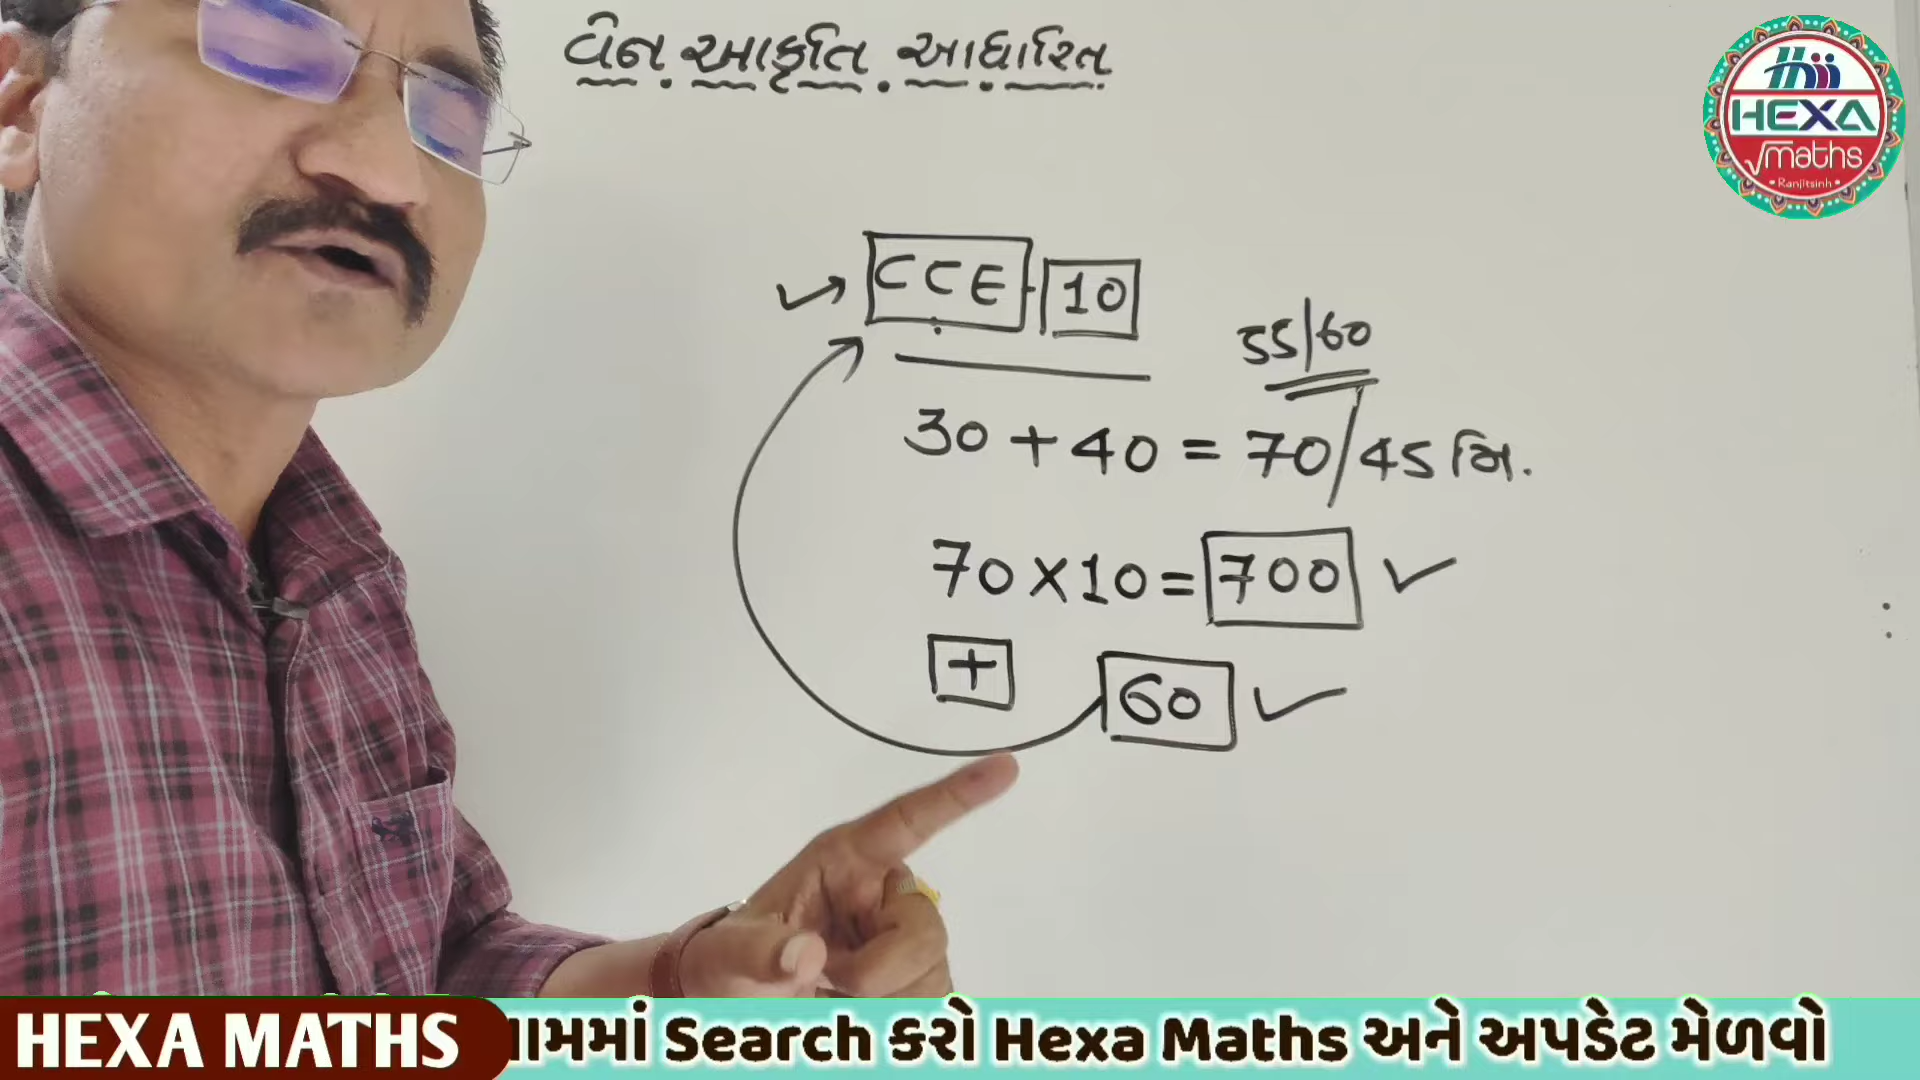 વેન આકૃતિ આધારિત
HEXA
maths
Ranjitsinh
CCE - 10
55/60
30 + 40 = 70/45 મિ.
70 × 10 = 700
+ 60
HEXA MATHS
ામમાં Search કરો Hexa Maths અને અપડેટ મેળવો